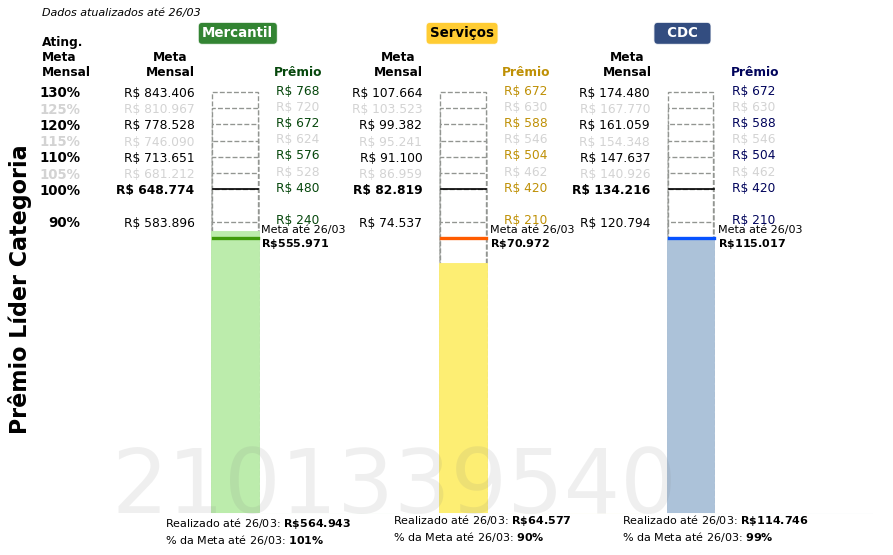 Dados atualizados até 26/03
Mercantil Serviços CDC
Ating. Meta Mensal Meta Mensal Prêmio Meta Mensal Prêmio Meta Mensal Prêmio
130% R$ 843.406 R$ 768 R$ 107.664 R$ 672 R$ 174.480 R$ 672
125% R$ 810.967 R$ 720 R$ 103.523 R$ 630 R$ 167.770 R$ 630
120% R$ 778.528 R$ 672 R$ 99.382 R$ 588 R$ 161.059 R$ 588
115% R$ 746.090 R$ 624 R$ 95.241 R$ 546 R$ 154.348 R$ 546
110% R$ 713.651 R$ 576 R$ 91.100 R$ 504 R$ 147.637 R$ 504
105% R$ 681.212 R$ 528 R$ 86.959 R$ 462 R$ 140.926 R$ 462
100% R$ 648.774 R$ 480 R$ 82.819 R$ 420 R$ 134.216 R$ 420
90% R$ 583.896 R$ 240 R$ 74.537 R$ 210 R$ 120.794 R$ 210
Meta até 26/03 Meta até 26/03 Meta até 26/03
R$555.971 R$70.972 R$115.017
Prêmio Líder Categoria
2101339540
Realizado até 26/03: R$564.943 Realizado até 26/03: R$64.577 Realizado até 26/03: R$114.746
% da Meta até 26/03: 101% % da Meta até 26/03: 90% % da Meta até 26/03: 99%